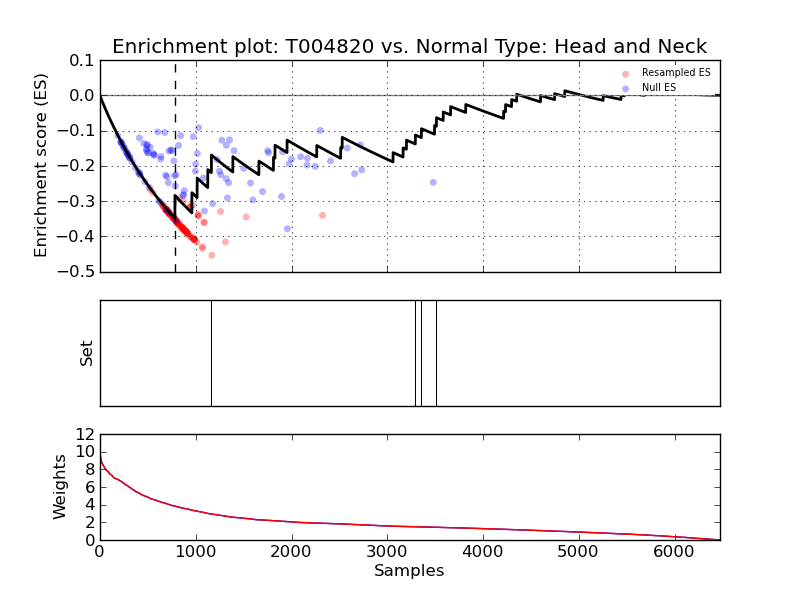 Enrichment plot: T004820 vs. Normal Type: Head and Neck
0.1
0.0
−0.1
−0.2
−0.3
−0.4
−0.5
Enrichment score (ES)
Resampled ES
Null ES
Set
12
10
8
6
4
2
0
Weights
0 1000 2000 3000 4000 5000 6000
Samples